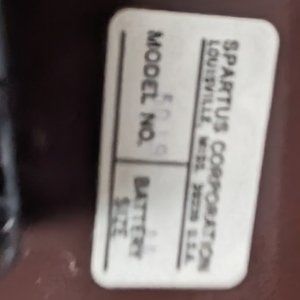 SPARTUS CORPORATION
LOUISVILLE, MISS. 39339 U.S.A.
MODEL NO.
BATTERY
SIZE